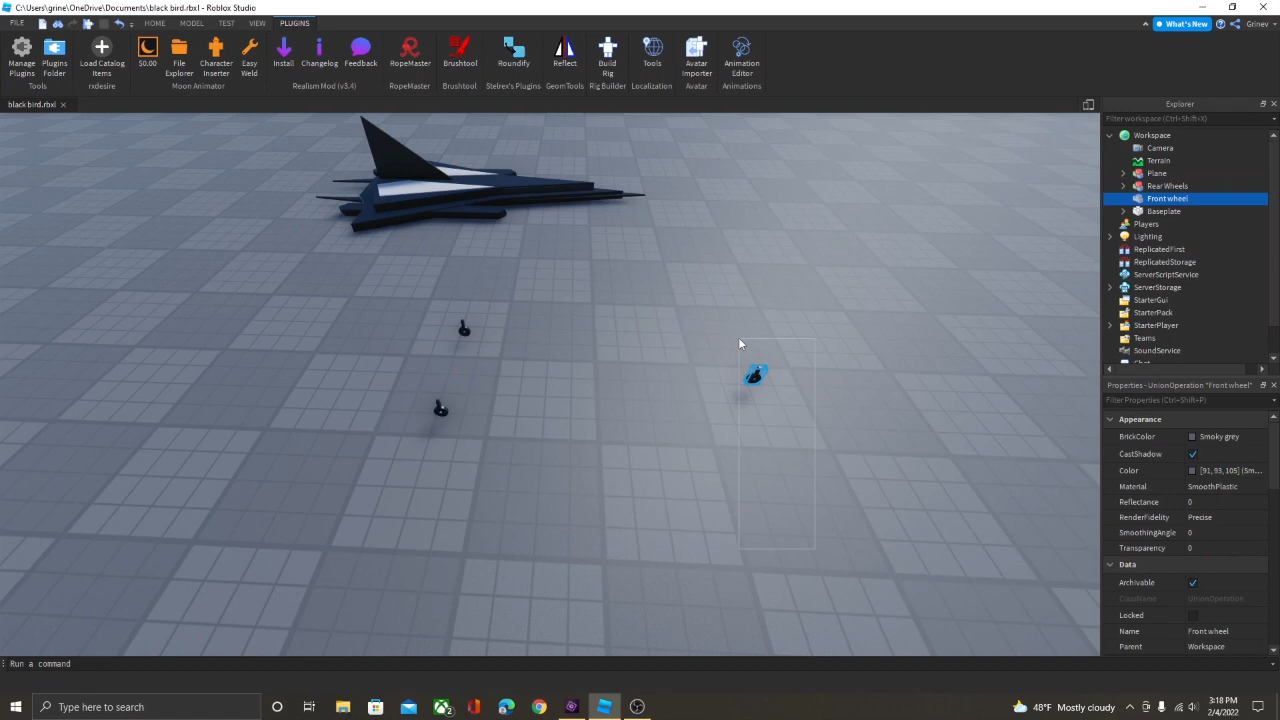 C:\Users\grine\OneDrive\Documents\black bird.rbxl - Roblox Studio
FILE HOME MODEL TEST VIEW PLUGINS What's New Grinev
Manage Plugins
Plugins Folder
Load Catalog Items
$0.00
File Explorer
Character Inserter
Easy Weld
Install
Changelog
Feedback
RopeMaster
Brushtool
Roundify
Reflect
Build Rig
Tools
Avatar Importer
Animation Editor
Tools rxdesire Moon Animator Realism Mod (v3.4) RopeMaster Brushtool Stelrex's Plugins GeomTools Rig Builder Localization Avatar Animations
black bird.rbxl
Explorer
Filter workspace (Ctrl+Shift+X)
Workspace
Camera
Terrain
Plane
Rear Wheels
Front wheel
Baseplate
Players
Lighting
ReplicatedFirst
ReplicatedStorage
ServerScriptService
ServerStorage
StarterGui
StarterPack
StarterPlayer
Teams
SoundService
Properties - UnionOperation "Front wheel"
Filter Properties (Ctrl+Shift+P)
Appearance
BrickColor Smoky grey
CastShadow
Color [91, 93, 105] (Sm...
Material SmoothPlastic
Reflectance 0
RenderFidelity Precise
SmoothingAngle 0
Transparency 0
Data
Archivable
ClassName UnionOperation
Locked
Name Front wheel
Parent Workspace
Run a command
Type here to search
2
48°F Mostly cloudy
3:18 PM
2/4/2022